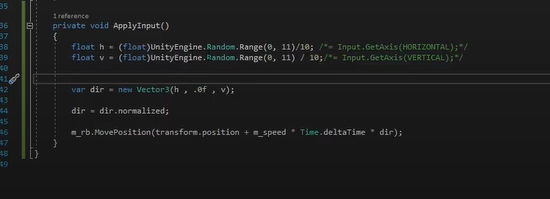 35
1 reference
36 private void ApplyInput()
37 {
38 float h = (float)UnityEngine.Random.Range(0, 11)/10; /*= Input.GetAxis(HORIZONTAL);*/
39 float v = (float)UnityEngine.Random.Range(0, 11) / 10;/*= Input.GetAxis(VERTICAL);*/
40
41
42 var dir = new Vector3(h , .0f , v);
43
44 dir = dir.normalized;
45
46 m_rb.MovePosition(transform.position + m_speed * Time.deltaTime * dir);
47 }
48 }
49